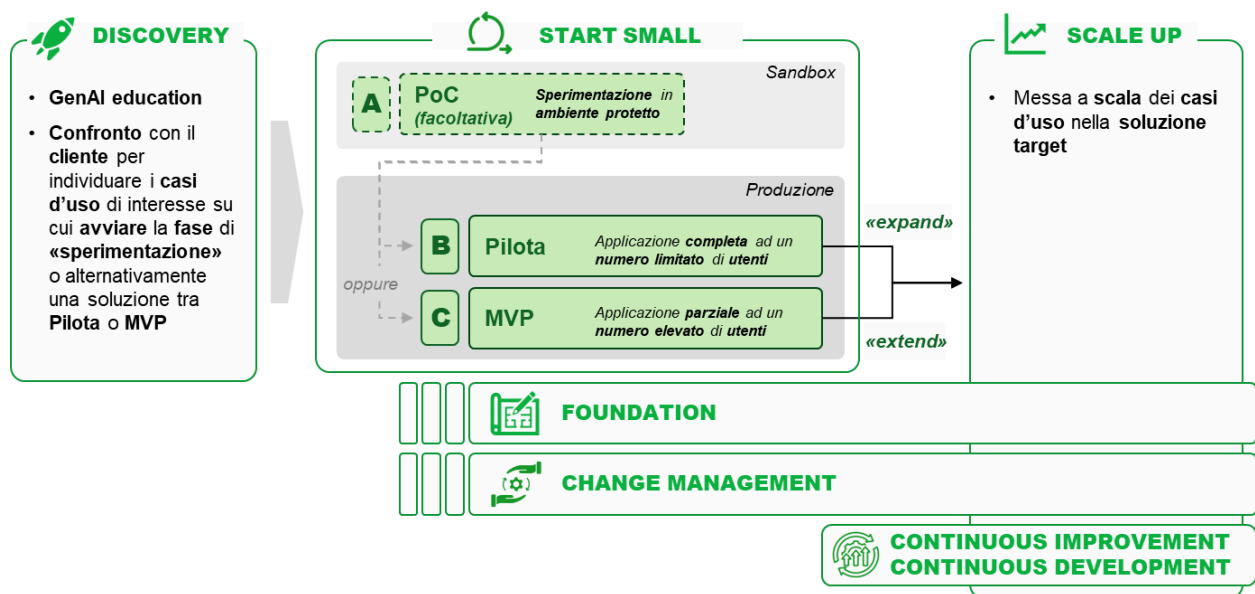 DISCOVERY
• GenAI education
• Confronto con il
cliente per
individuare i casi
d’uso di interesse su
cui avviare la fase di
«sperimentazione»
o alternativamente
una soluzione tra
Pilota o MVP
START SMALL
Sandbox
A
PoC
(facoltativa)
Sperimentazione in
ambiente protetto
Produzione
B
Pilota
Applicazione completa ad un
numero limitato di utenti
oppure
C
MVP
Applicazione parziale ad un
numero elevato di utenti
«expand»
«extend»
SCALE UP
• Messa a scala dei casi
d’uso nella soluzione
target
FOUNDATION
CHANGE MANAGEMENT
CONTINUOUS IMPROVEMENT
CONTINUOUS DEVELOPMENT